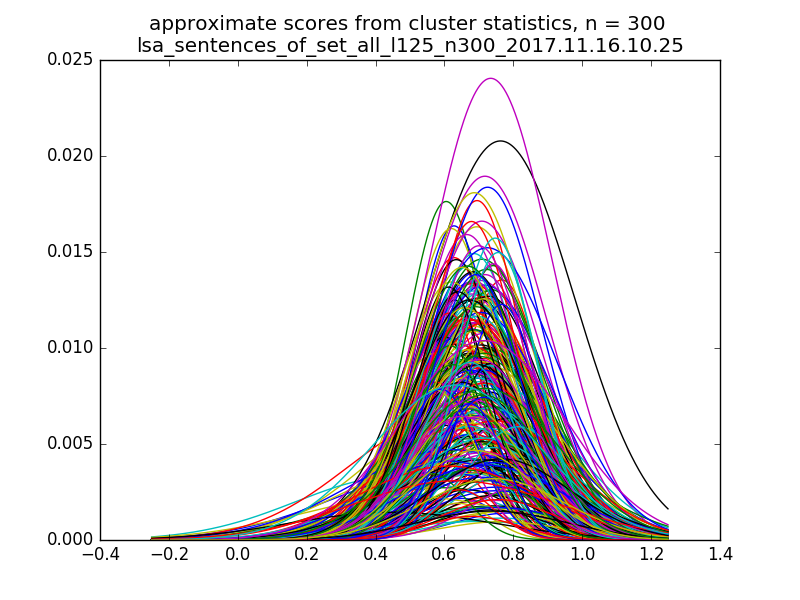 approximate scores from cluster statistics, n = 300
lsa_sentences_of_set_all_l125_n300_2017.11.16.10.25
0.025
0.020
0.015
0.010
0.005
0.000
−0.4 −0.2 0.0 0.2 0.4 0.6 0.8 1.0 1.2 1.4